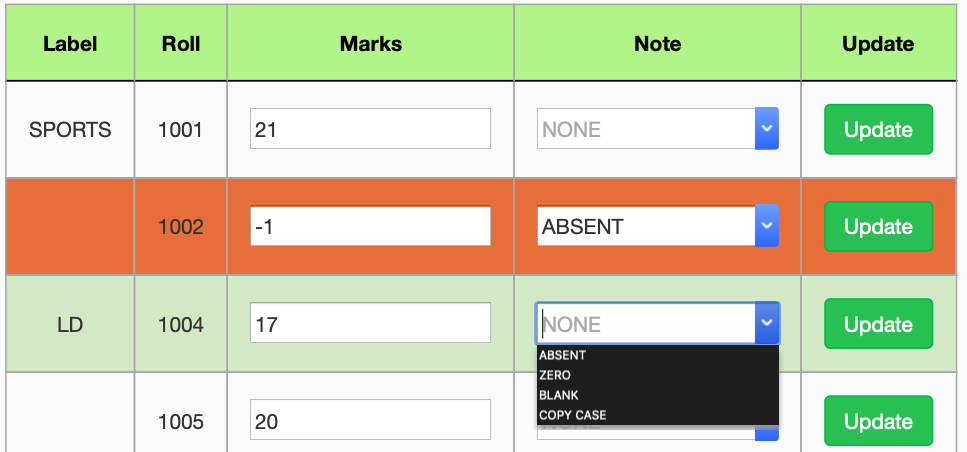 Label Roll Marks Note Update
SPORTS 1001 21 NONE Update
1002 -1 ABSENT Update
LD 1004 17 NONE Update
ABSENT
ZERO
BLANK
COPY CASE
1005 20 NONE Update